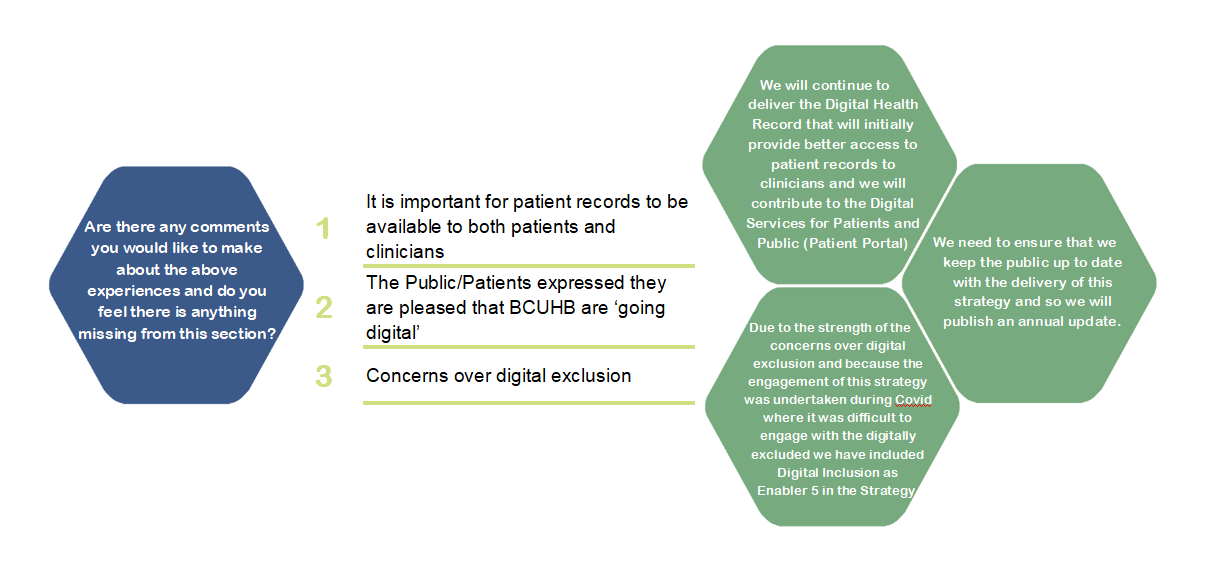 Are there any comments
you would like to make
about the above
experiences and do you
feel there is anything
missing from this section?
1
It is important for patient records to be
available to both patients and
clinicians
2
The Public/Patients expressed they
are pleased that BCUHB are ‘going
digital’
3
Concerns over digital exclusion
We will continue to
deliver the Digital Health
Record that will initially
provide better access to
patient records to
clinicians and we will
contribute to the Digital
Services for Patients and
Public (Patient Portal)
We need to ensure that we
keep the public up to date
with the delivery of this
strategy and so we will
publish an annual update.
Due to the strength of the
concerns over digital
exclusion and because the
engagement of this strategy
was undertaken during Covid
where it was difficult to
engage with the digitally
excluded we have included
Digital Inclusion as
Enabler 5 in the Strategy